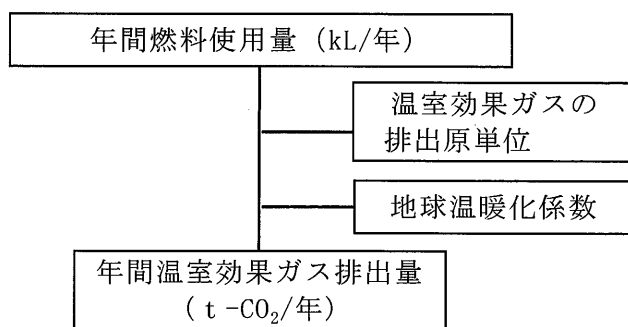 年間燃料使用量（kL/年）
温室効果ガスの
排出原単位
地球温暖化係数
年間温室効果ガス排出量
（ｔ-CO₂/年）